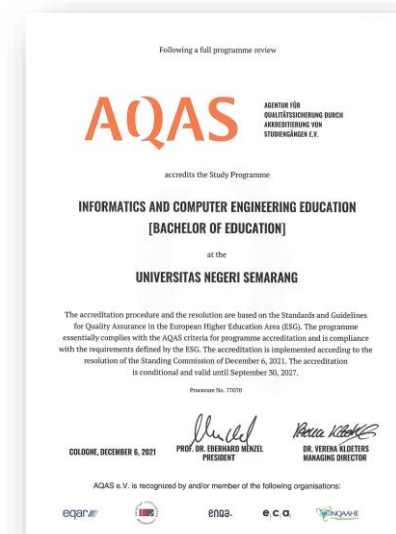 Following a full programme review
AQAS
AGENTUR FÜR
QUALITÄTSSICHERUNG DURCH
AKKREDITIERUNG VON
STUDIENGÄNGEN E.V.
accredits the Study Programme
INFORMATICS AND COMPUTER ENGINEERING EDUCATION
[BACHELOR OF EDUCATION]
at the
UNIVERSITAS NEGERI SEMARANG
The accreditation procedure and the resolution are based on the Standards and Guidelines
for Quality Assurance in the European Higher Education Area (ESG). The programme
essentially complies with the AQAS criteria for programme accreditation and is compliance
with the requirements defined by the ESG. The accreditation is implemented according to the
resolution of the Standing Commission of December 6, 2021. The accreditation
is conditional and valid until September 30, 2027.
Procedure No. 77070
COLOGNE, DECEMBER 6, 2021
PROF. DR. EBERHARD MENZEL
PRESIDENT
DR. VERENA KLOETERS
MANAGING DIRECTOR
AQAS e.V. is recognized by and/or member of the following organisations:
eqar
enqa.
e.c.a
INQAAHE